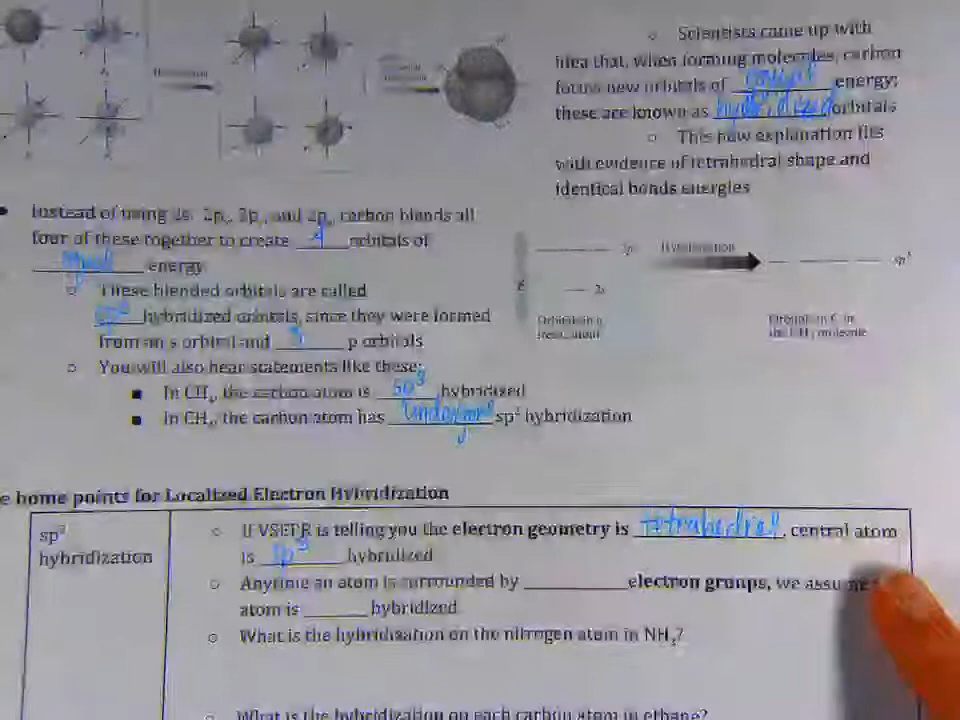 Scientists came up with
idea that, when forming molecules, carbon
forms new orbitals of equal energy;
these are known as hybridized orbitals
This new explanation fits
with evidence of tetrahedral shape and
identical bonds energies
Instead of using 2s, 2p, 2p, and 2p, carbon blends all
four of these together to create 4 orbitals of
equal energy
These blended orbitals are called
sp³ hybridized orbitals, since they were formed
from an s orbital and 3 p orbitals
You will also hear statements like these:
In CH₄, the carbon atom is sp³ hybridized
In CH₄, the carbon atom has undergone sp³ hybridization
Hybridization
2p
sp³
E
2s
e home points for Localized Electron Hybridization
sp³
hybridization
If VSEPR is telling you the electron geometry is tetrahedral, central atom
is sp³ hybridized
Anytime an atom is surrounded by ________ electron groups, we assume
atom is _____ hybridized
What is the hybridization on the nitrogen atom in NH₃?
What is the hybridization on each carbon atom in ethane?